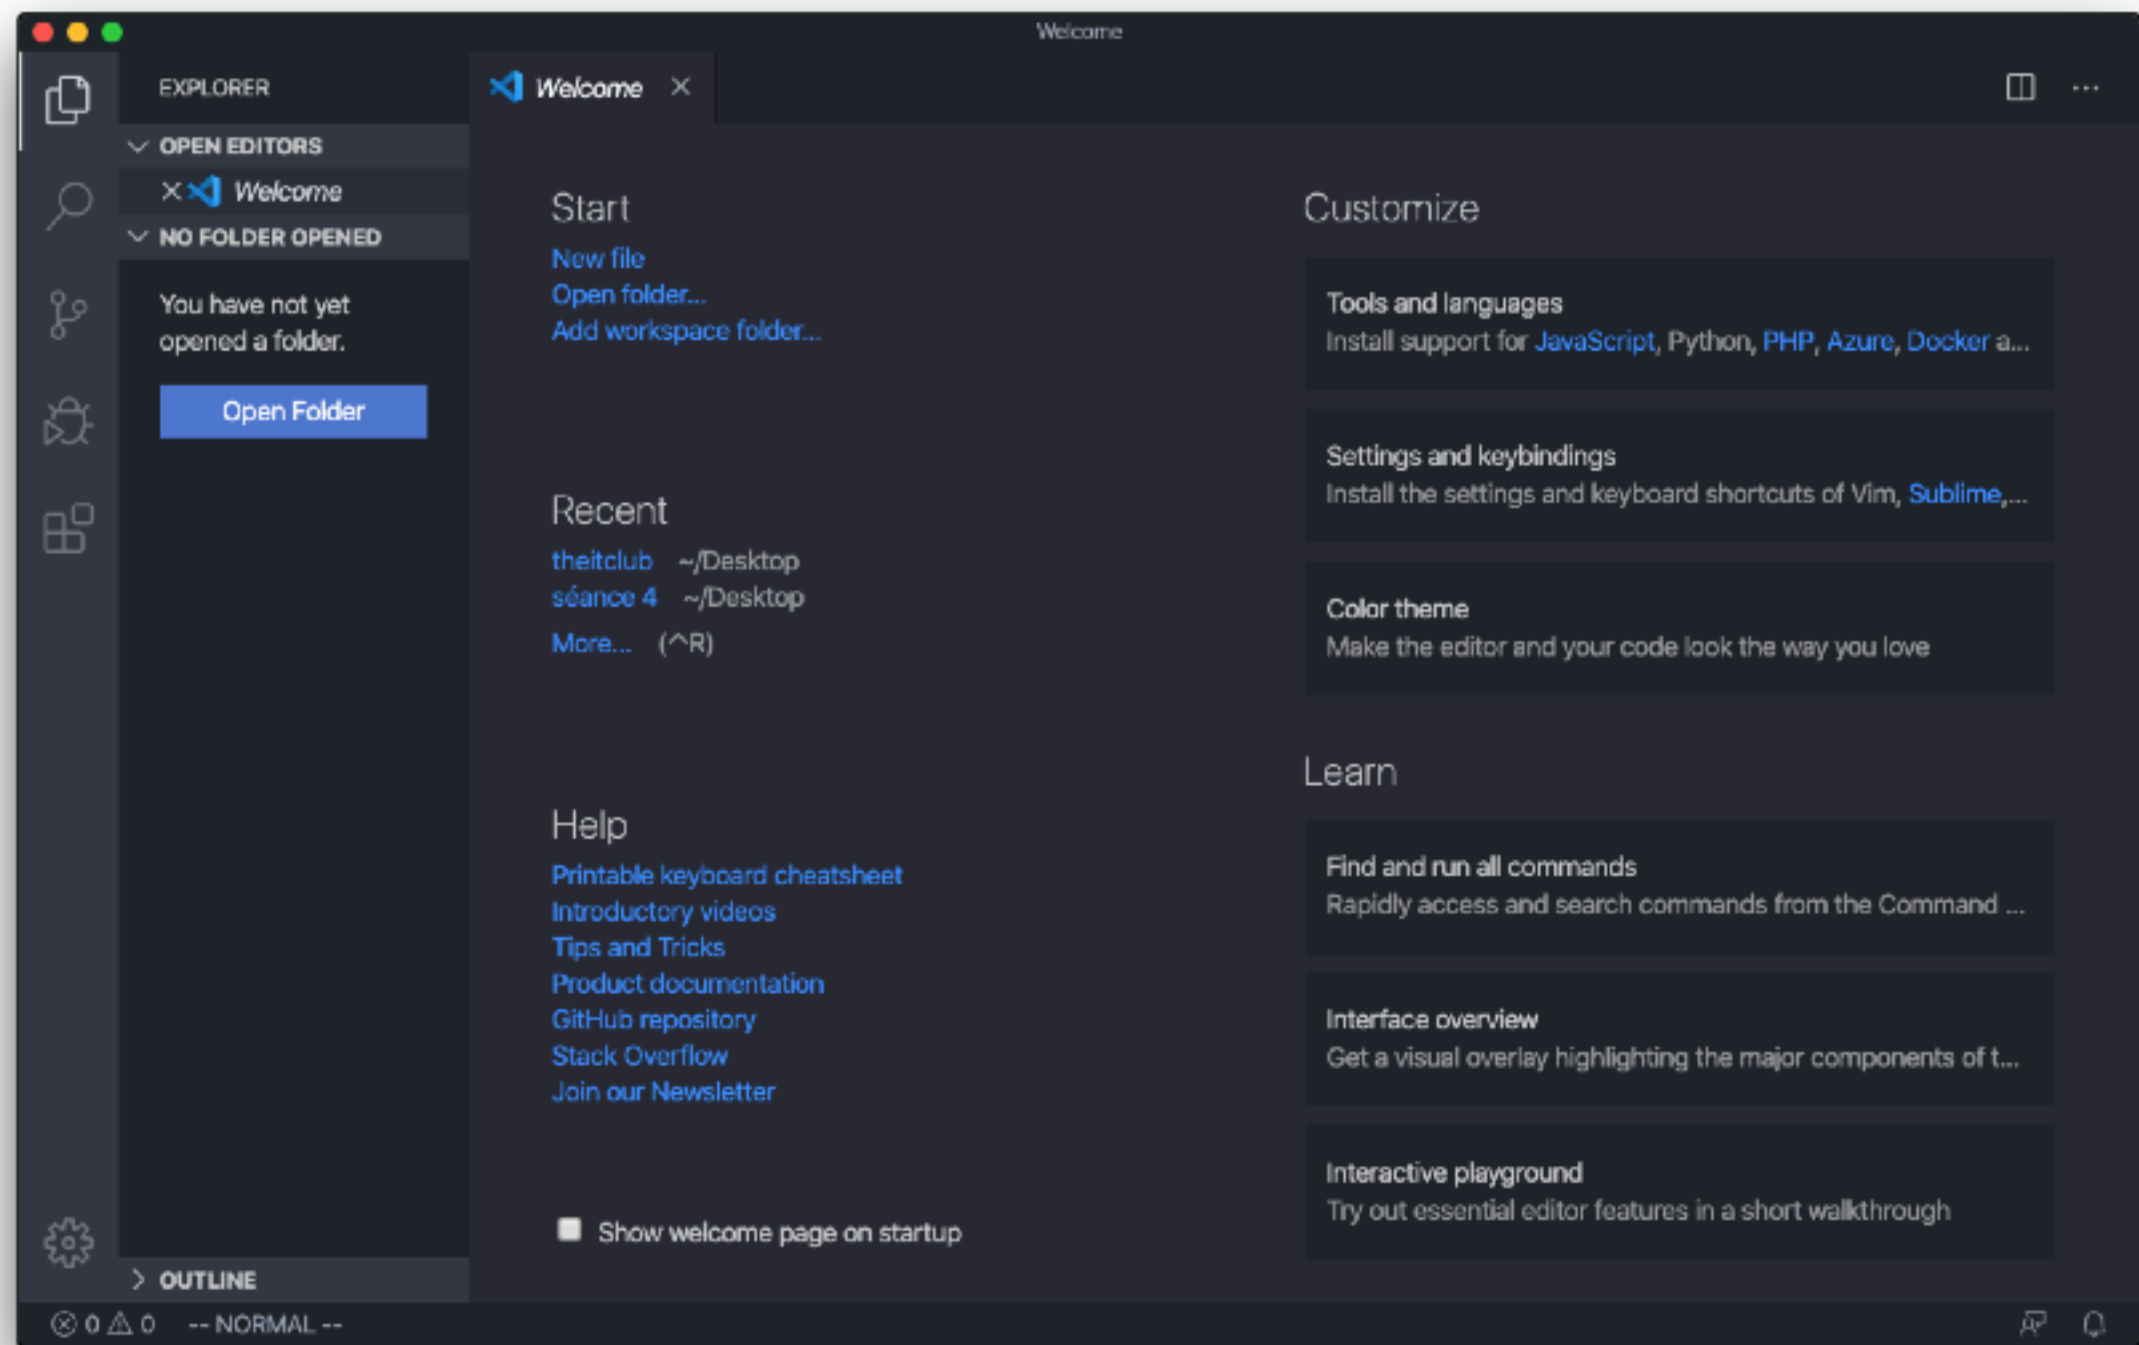 Welcome
EXPLORER
OPEN EDITORS
Welcome
NO FOLDER OPENED
You have not yet
opened a folder.
Open Folder
OUTLINE
Welcome
Start
New file
Open folder...
Add workspace folder...
Recent
theitclub ~/Desktop
séance 4 ~/Desktop
More... (^R)
Help
Printable keyboard cheatsheet
Introductory videos
Tips and Tricks
Product documentation
GitHub repository
Stack Overflow
Join our Newsletter
Show welcome page on startup
Customize
Tools and languages
Install support for JavaScript, Python, PHP, Azure, Docker a...
Settings and keybindings
Install the settings and keyboard shortcuts of Vim, Sublime,...
Color theme
Make the editor and your code look the way you love
Learn
Find and run all commands
Rapidly access and search commands from the Command ...
Interface overview
Get a visual overlay highlighting the major components of t...
Interactive playground
Try out essential editor features in a short walkthrough
0 0 -- NORMAL --